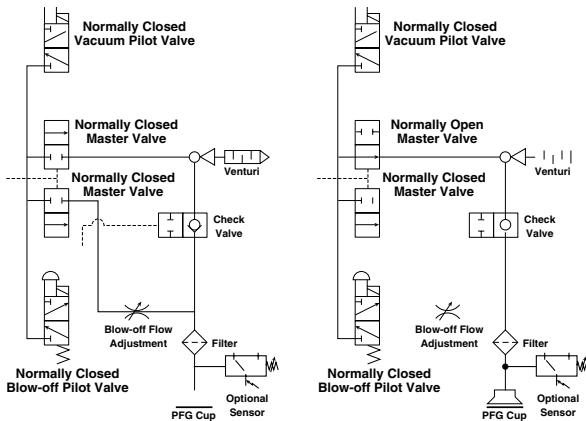 Normally Closed
Vacuum Pilot Valve
Normally Closed
Master Valve
Venturi
Normally Closed
Master Valve
Check
Valve
Blow-off Flow
Adjustment
Filter
Normally Closed
Blow-off Pilot Valve
PFG Cup
Optional
Sensor
Normally Closed
Vacuum Pilot Valve
Normally Open
Master Valve
Venturi
Normally Closed
Master Valve
Check
Valve
Blow-off Flow
Adjustment
Filter
Normally Closed
Blow-off Pilot Valve
PFG Cup
Optional
Sensor